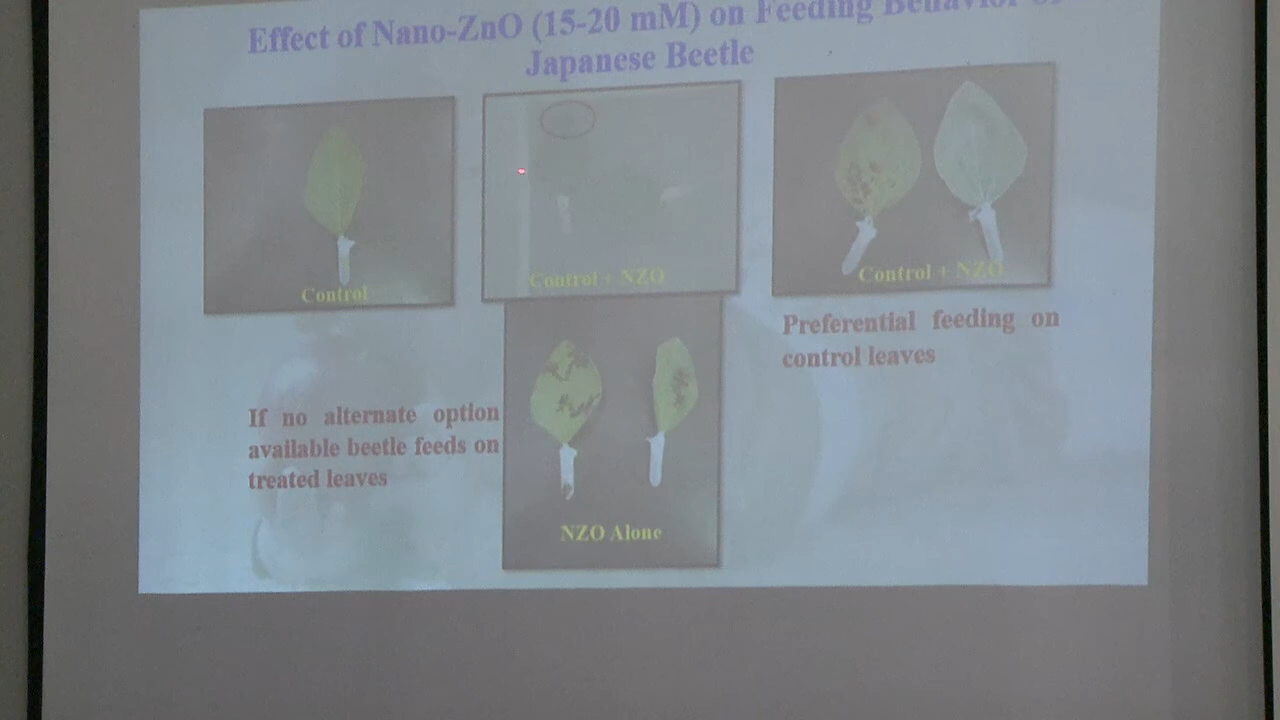 Effect of Nano-ZnO (15-20 mM) on Feeding Behavior of
Japanese Beetle
Control
Control + NZO
Control + NZO
Preferential feeding on
control leaves
If no alternate option
available beetle feeds on
treated leaves
NZO Alone